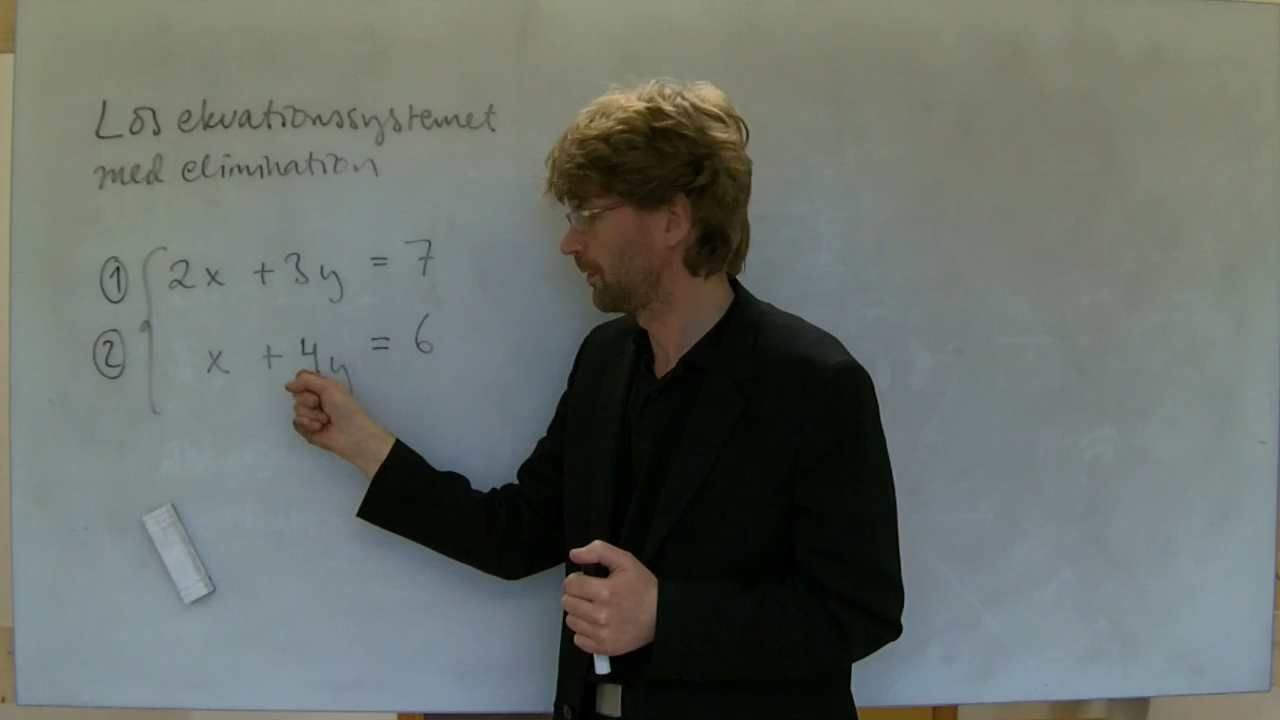 Lös ekvationssystemet
med elimination
① 2x + 3y = 7
② x + 4y = 6